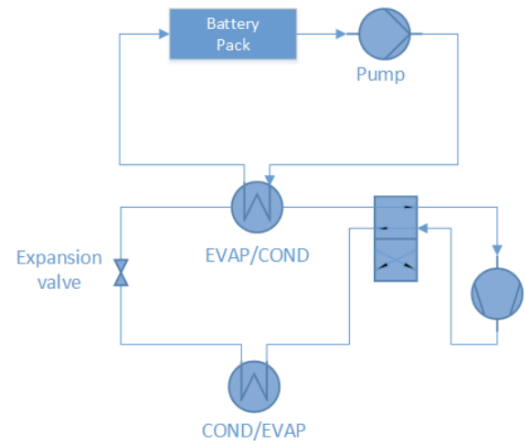 Battery
Pack
Pump
EVAP/COND
Expansion
valve
COND/EVAP